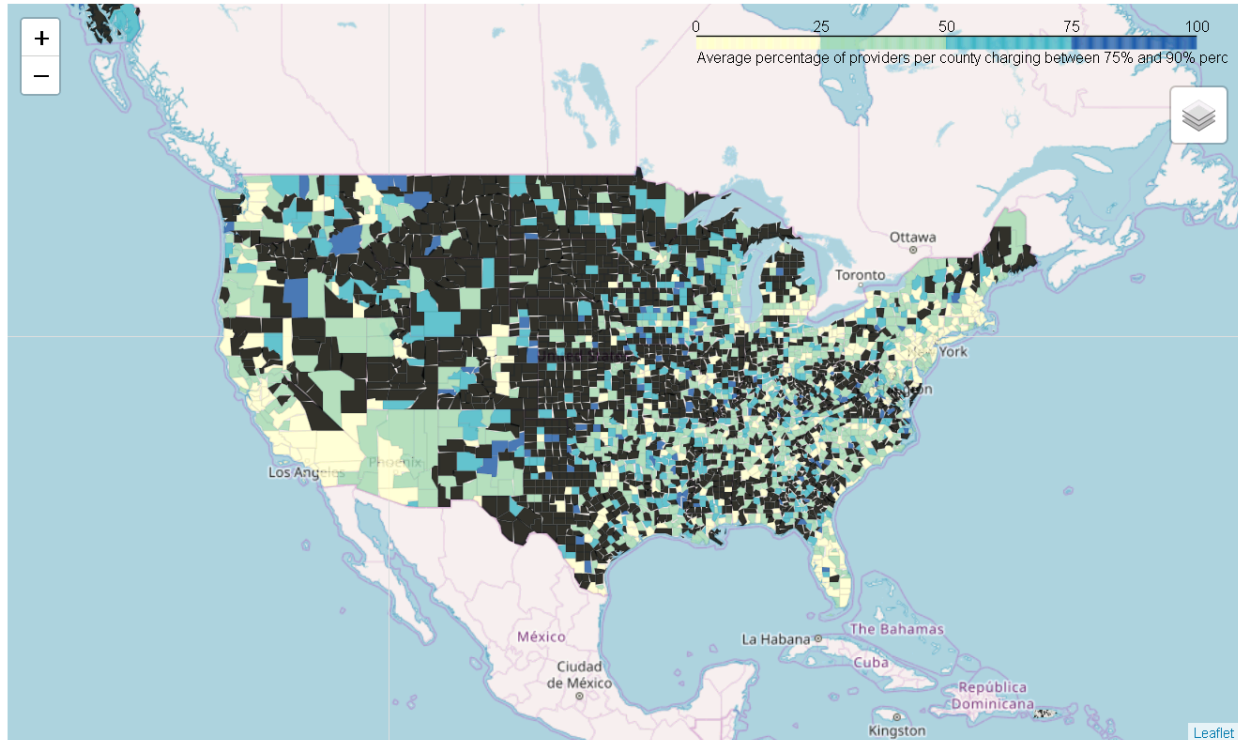 +
−
0 25 50 75 100
Average percentage of providers per county charging between 75% and 90% perc
Ottawa
Toronto
New York
Los Angeles
Phoenix
México
Ciudad
de México
La Habana
The Bahamas
Cuba
República
Dominicana
Kingston
Leaflet